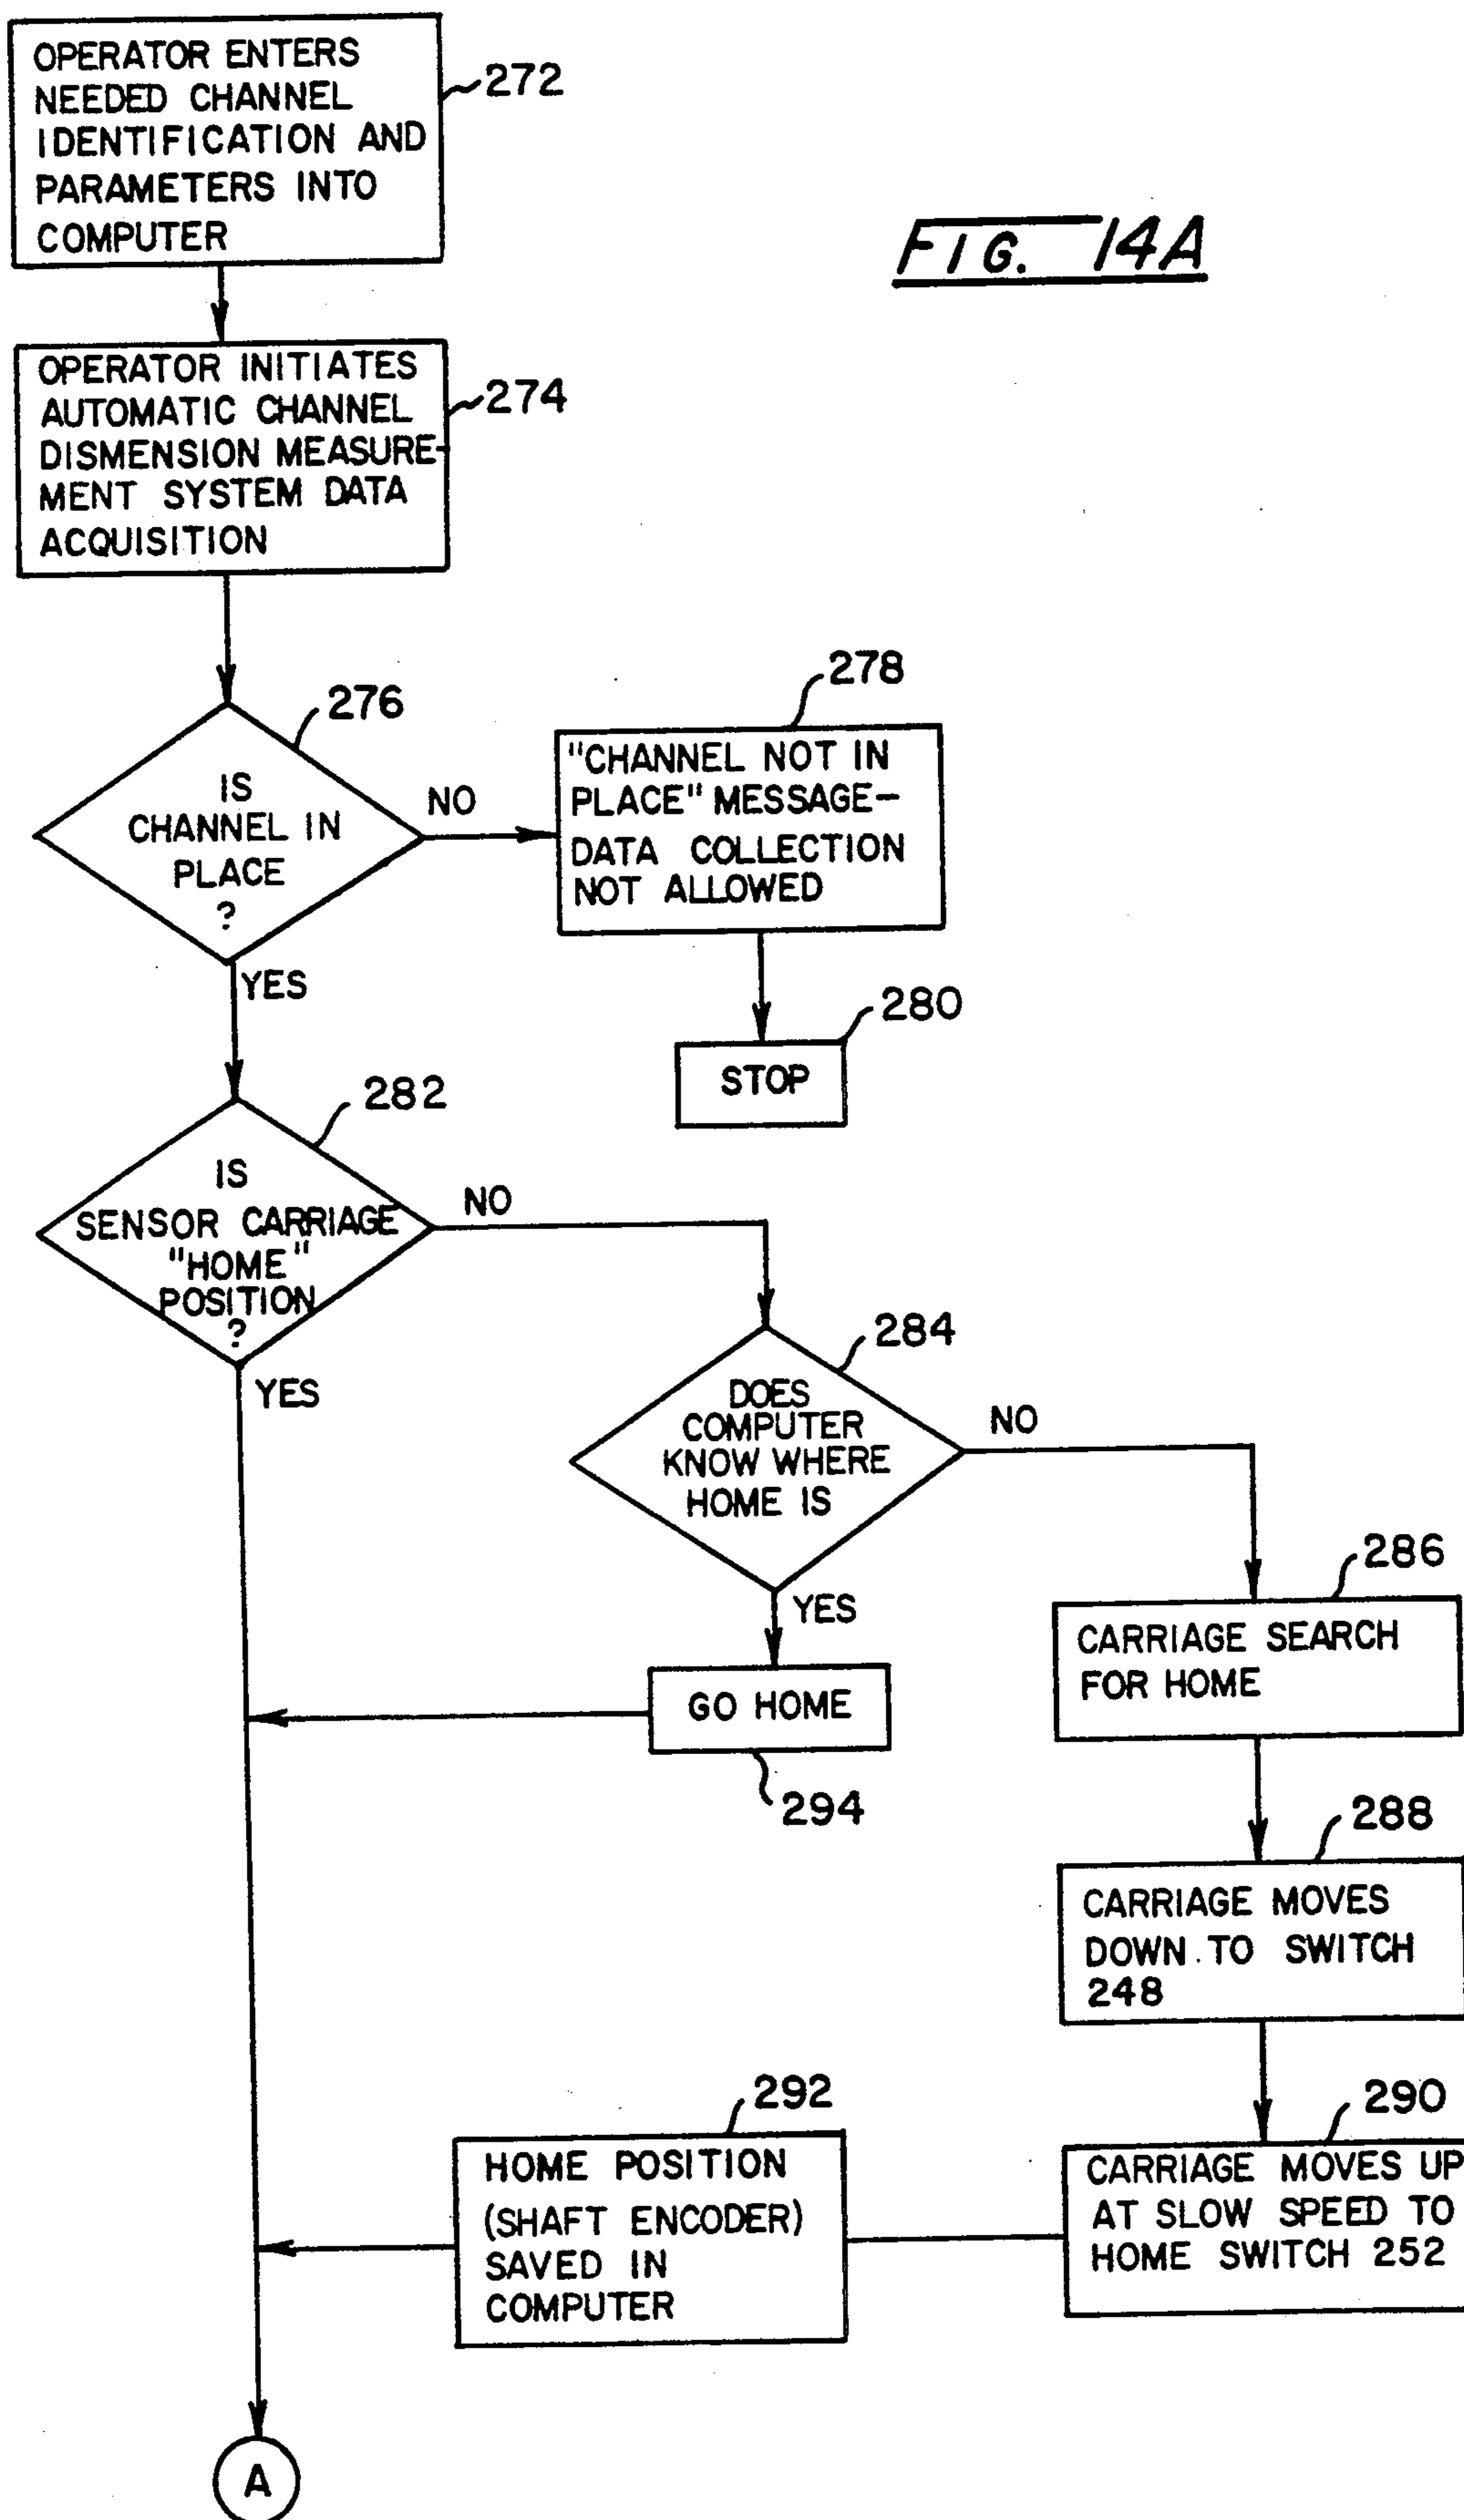 OPERATOR ENTERS
NEEDED CHANNEL
IDENTIFICATION AND
PARAMETERS INTO
COMPUTER
272
FIG. 14A
OPERATOR INITIATES
AUTOMATIC CHANNEL
DISMENSION MEASURE-
MENT SYSTEM DATA
ACQUISITION
274
276
IS
CHANNEL IN
PLACE
?
NO
YES
278
"CHANNEL NOT IN
PLACE" MESSAGE-
DATA COLLECTION
NOT ALLOWED
280
STOP
282
IS
SENSOR CARRIAGE
"HOME"
POSITION
?
NO
YES
284
DOES
COMPUTER
KNOW WHERE
HOME IS
NO
YES
286
CARRIAGE SEARCH
FOR HOME
GO HOME
294
288
CARRIAGE MOVES
DOWN TO SWITCH
248
290
CARRIAGE MOVES UP
AT SLOW SPEED TO
HOME SWITCH 252
292
HOME POSITION
(SHAFT ENCODER)
SAVED IN
COMPUTER
A